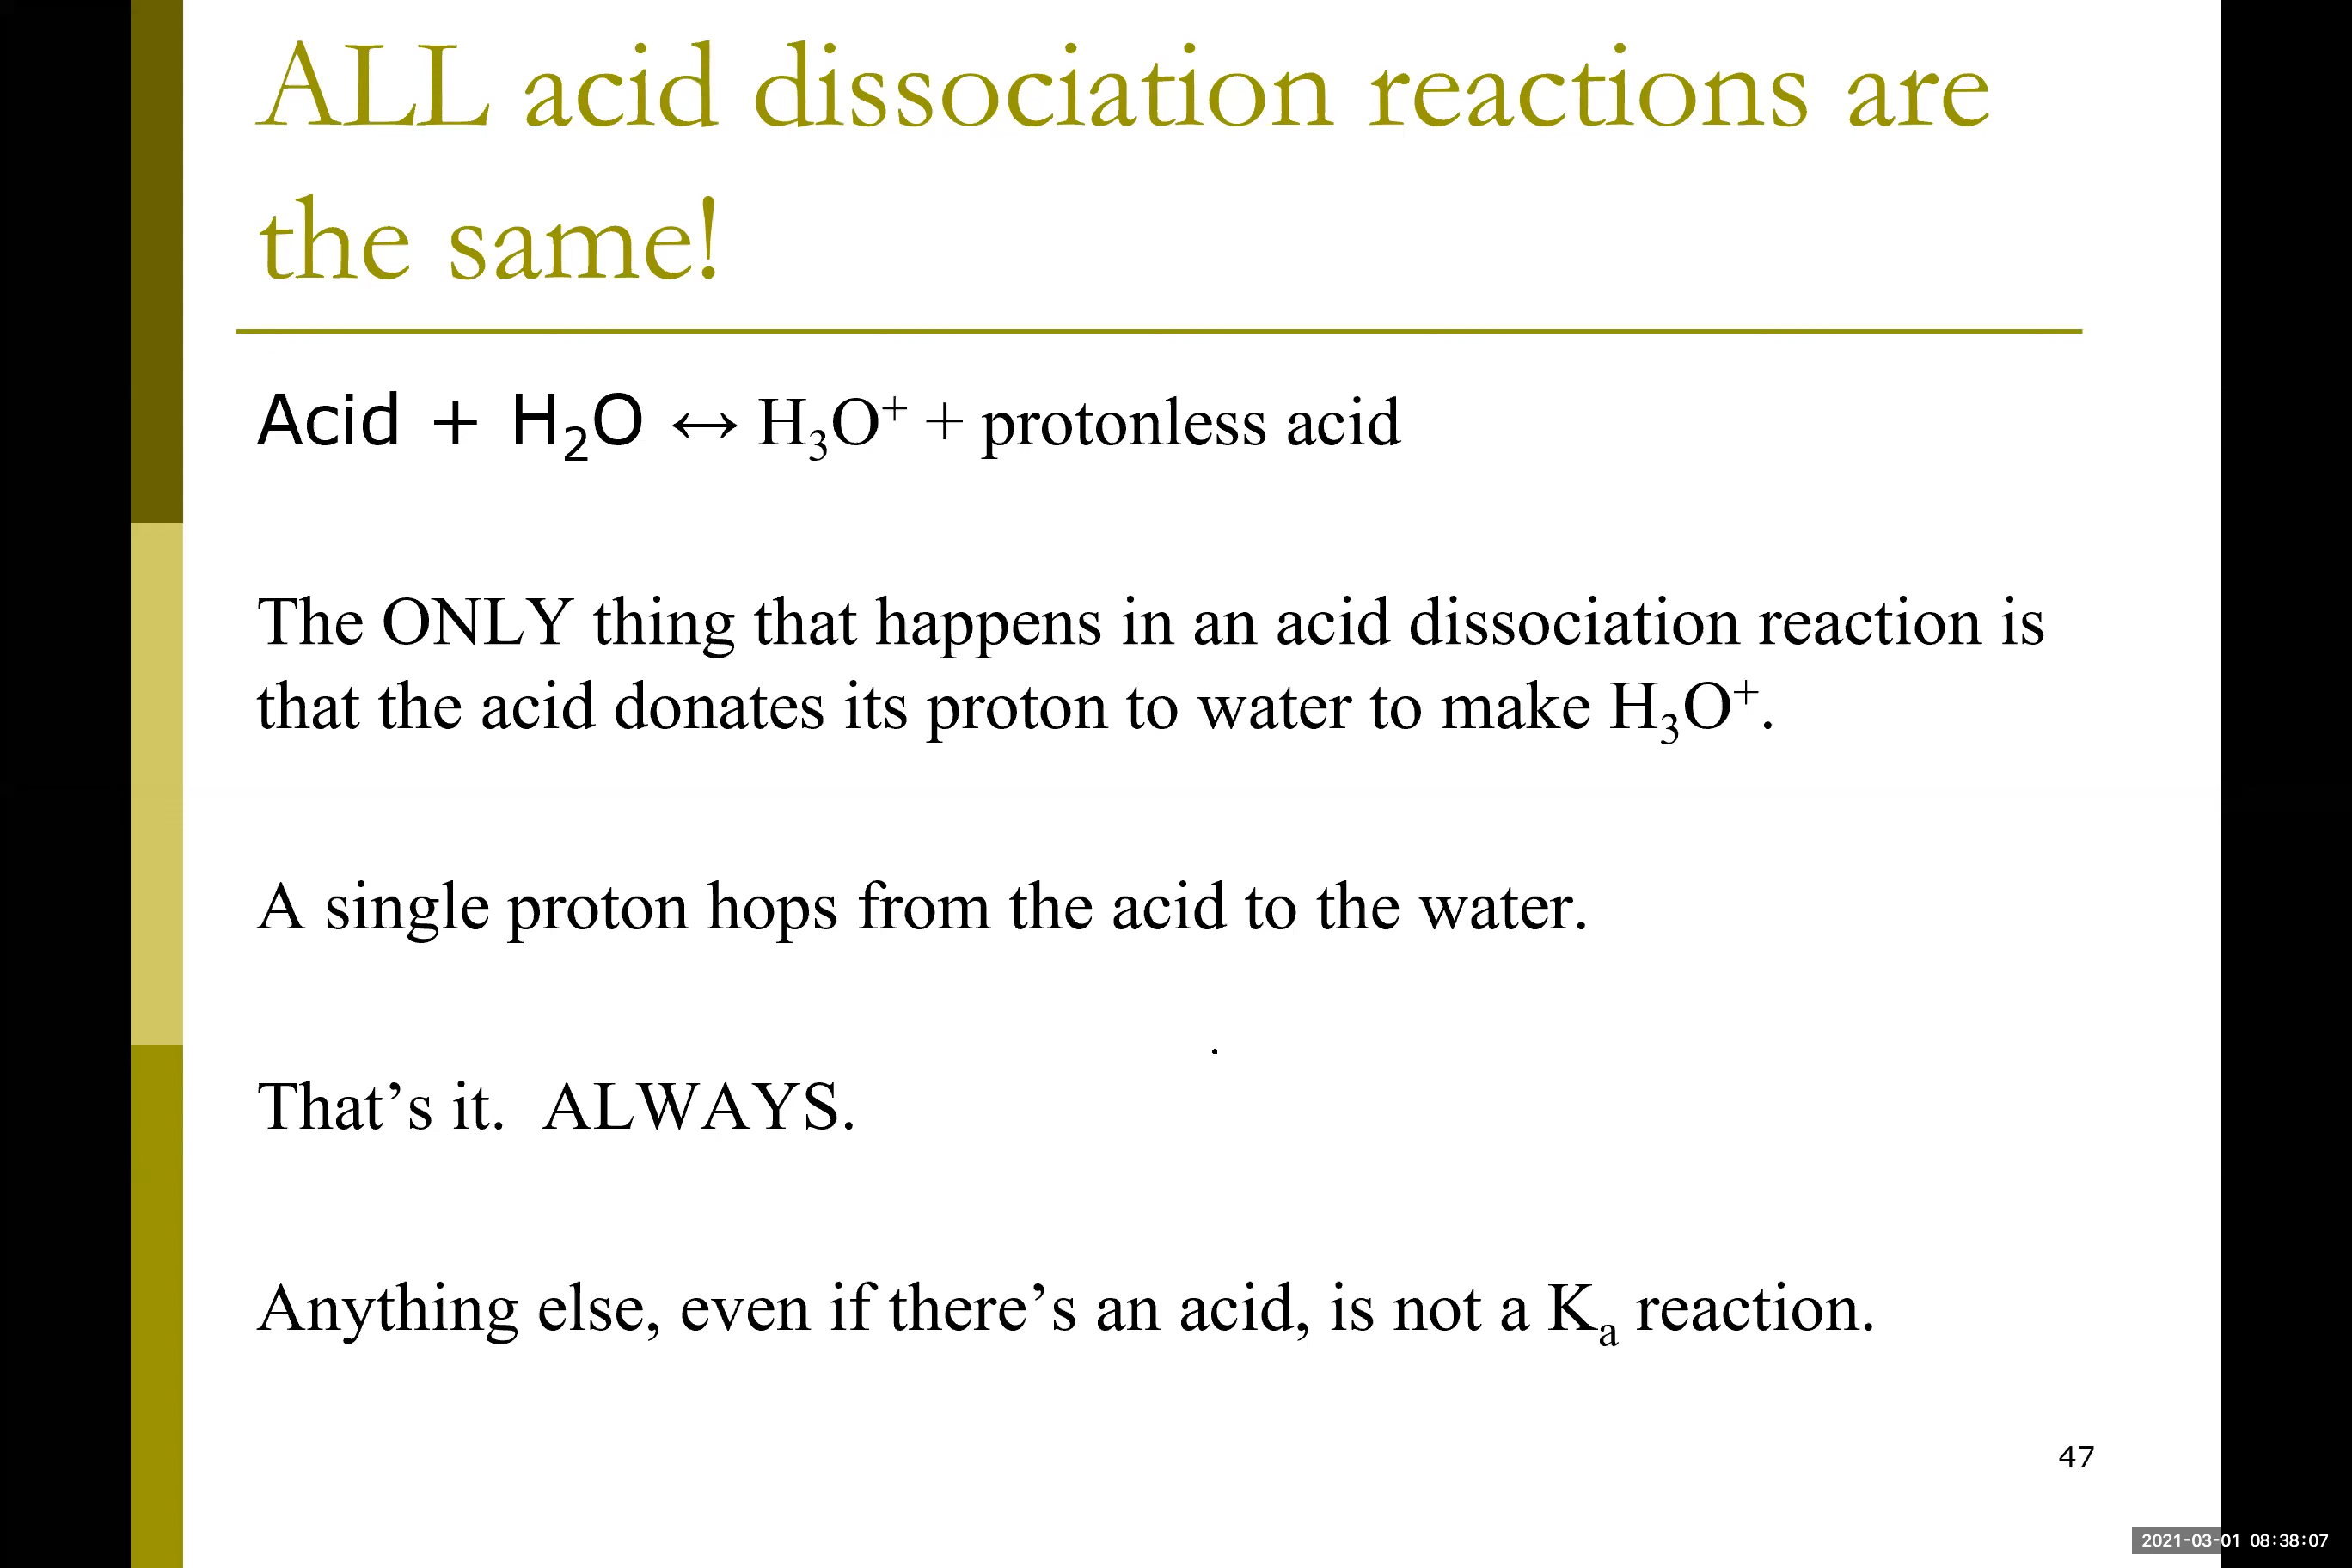 ALL acid dissociation reactions are
the same!
Acid + H₂O ↔ H₃O⁺ + protonless acid
The ONLY thing that happens in an acid dissociation reaction is
that the acid donates its proton to water to make H₃O⁺.
A single proton hops from the acid to the water.
That’s it.  ALWAYS.
Anything else, even if there’s an acid, is not a Kₐ reaction.
47
2021-03-01 08:38:07